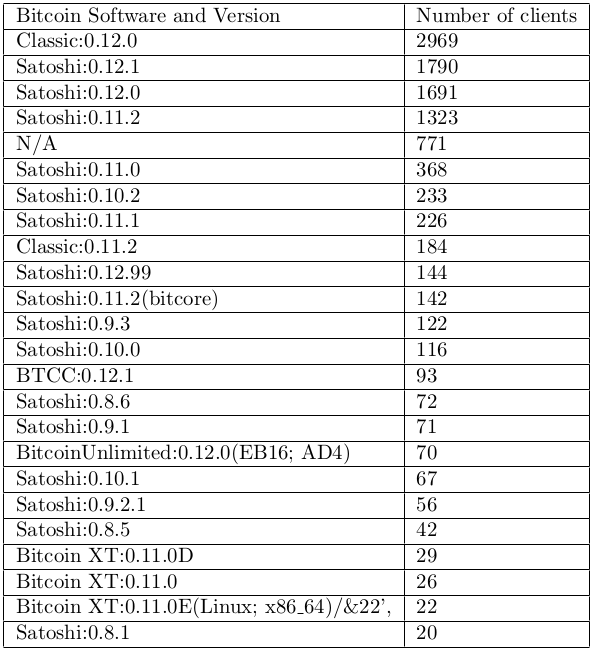 Bitcoin Software and Version Number of clients
Classic:0.12.0 2969
Satoshi:0.12.1 1790
Satoshi:0.12.0 1691
Satoshi:0.11.2 1323
N/A 771
Satoshi:0.11.0 368
Satoshi:0.10.2 233
Satoshi:0.11.1 226
Classic:0.11.2 184
Satoshi:0.12.99 144
Satoshi:0.11.2(bitcore) 142
Satoshi:0.9.3 122
Satoshi:0.10.0 116
BTCC:0.12.1 93
Satoshi:0.8.6 72
Satoshi:0.9.1 71
BitcoinUnlimited:0.12.0(EB16; AD4) 70
Satoshi:0.10.1 67
Satoshi:0.9.2.1 56
Satoshi:0.8.5 42
Bitcoin XT:0.11.0D 29
Bitcoin XT:0.11.0 26
Bitcoin XT:0.11.0E(Linux; x86_64)/&22', 22
Satoshi:0.8.1 20